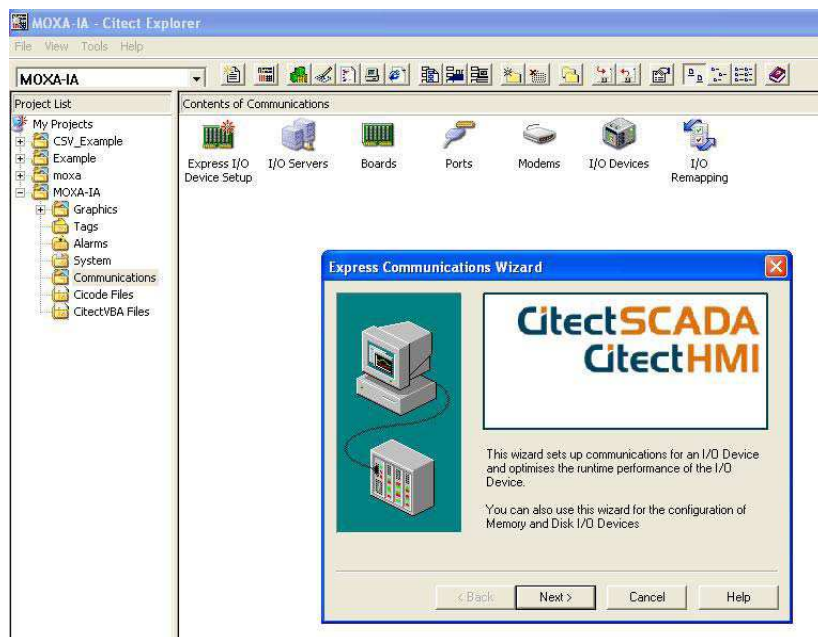 MOXA-IA - Citect Explorer
File View Tools Help
MOXA-IA
Project List
Contents of Communications
My Projects
CSV_Example
Example
moxa
MOXA-IA
Graphics
Tags
Alarms
System
Communications
Cicode Files
CitectVBA Files
Express I/O
Device Setup
I/O Servers
Boards
Ports
Modems
I/O Devices
I/O
Remapping
Express Communications Wizard
CitectSCADA
CitectHMI
This wizard sets up communications for an I/O Device
and optimises the runtime performance of the I/O
Device.
You can also use this wizard for the configuration of
Memory and Disk I/O Devices
< Back
Next >
Cancel
Help